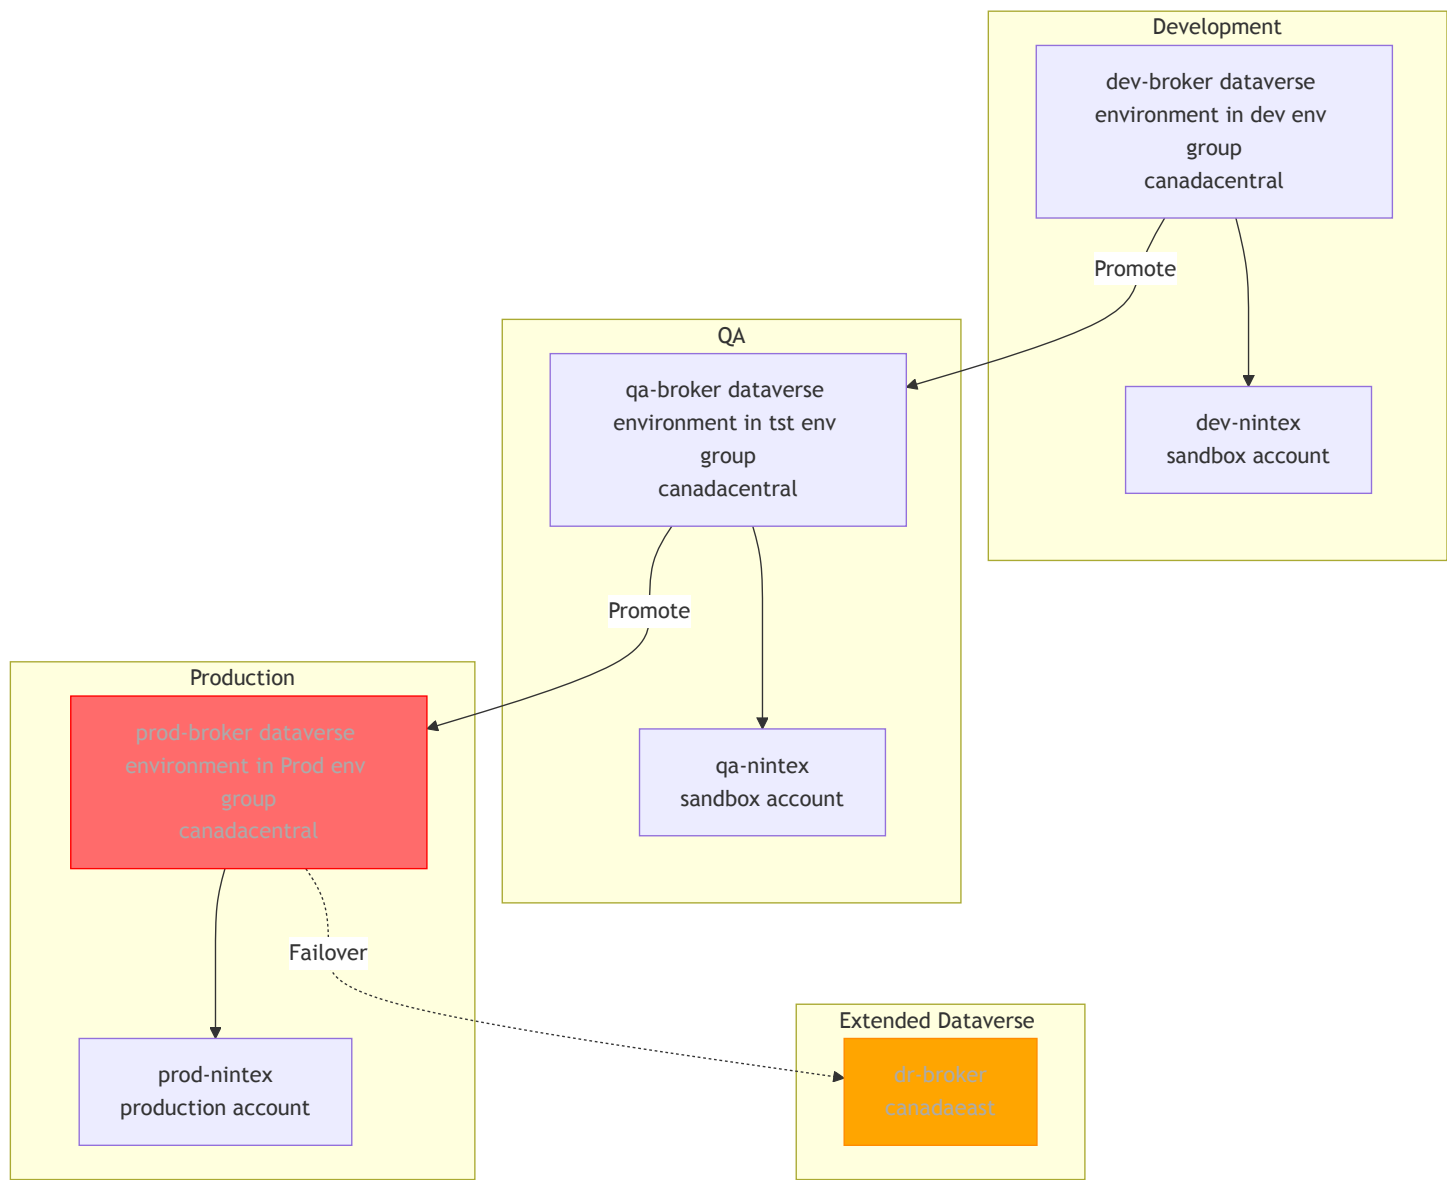 Development
dev-broker dataverse
environment in dev env
group
canadacentral
Promote
dev-nintex
sandbox account
QA
qa-broker dataverse
environment in tst env
group
canadacentral
Promote
qa-nintex
sandbox account
Production
prod-broker dataverse
environment in Prod env
group
canadacentral
Failover
prod-nintex
production account
Extended Dataverse
dr-broker
canadaeast